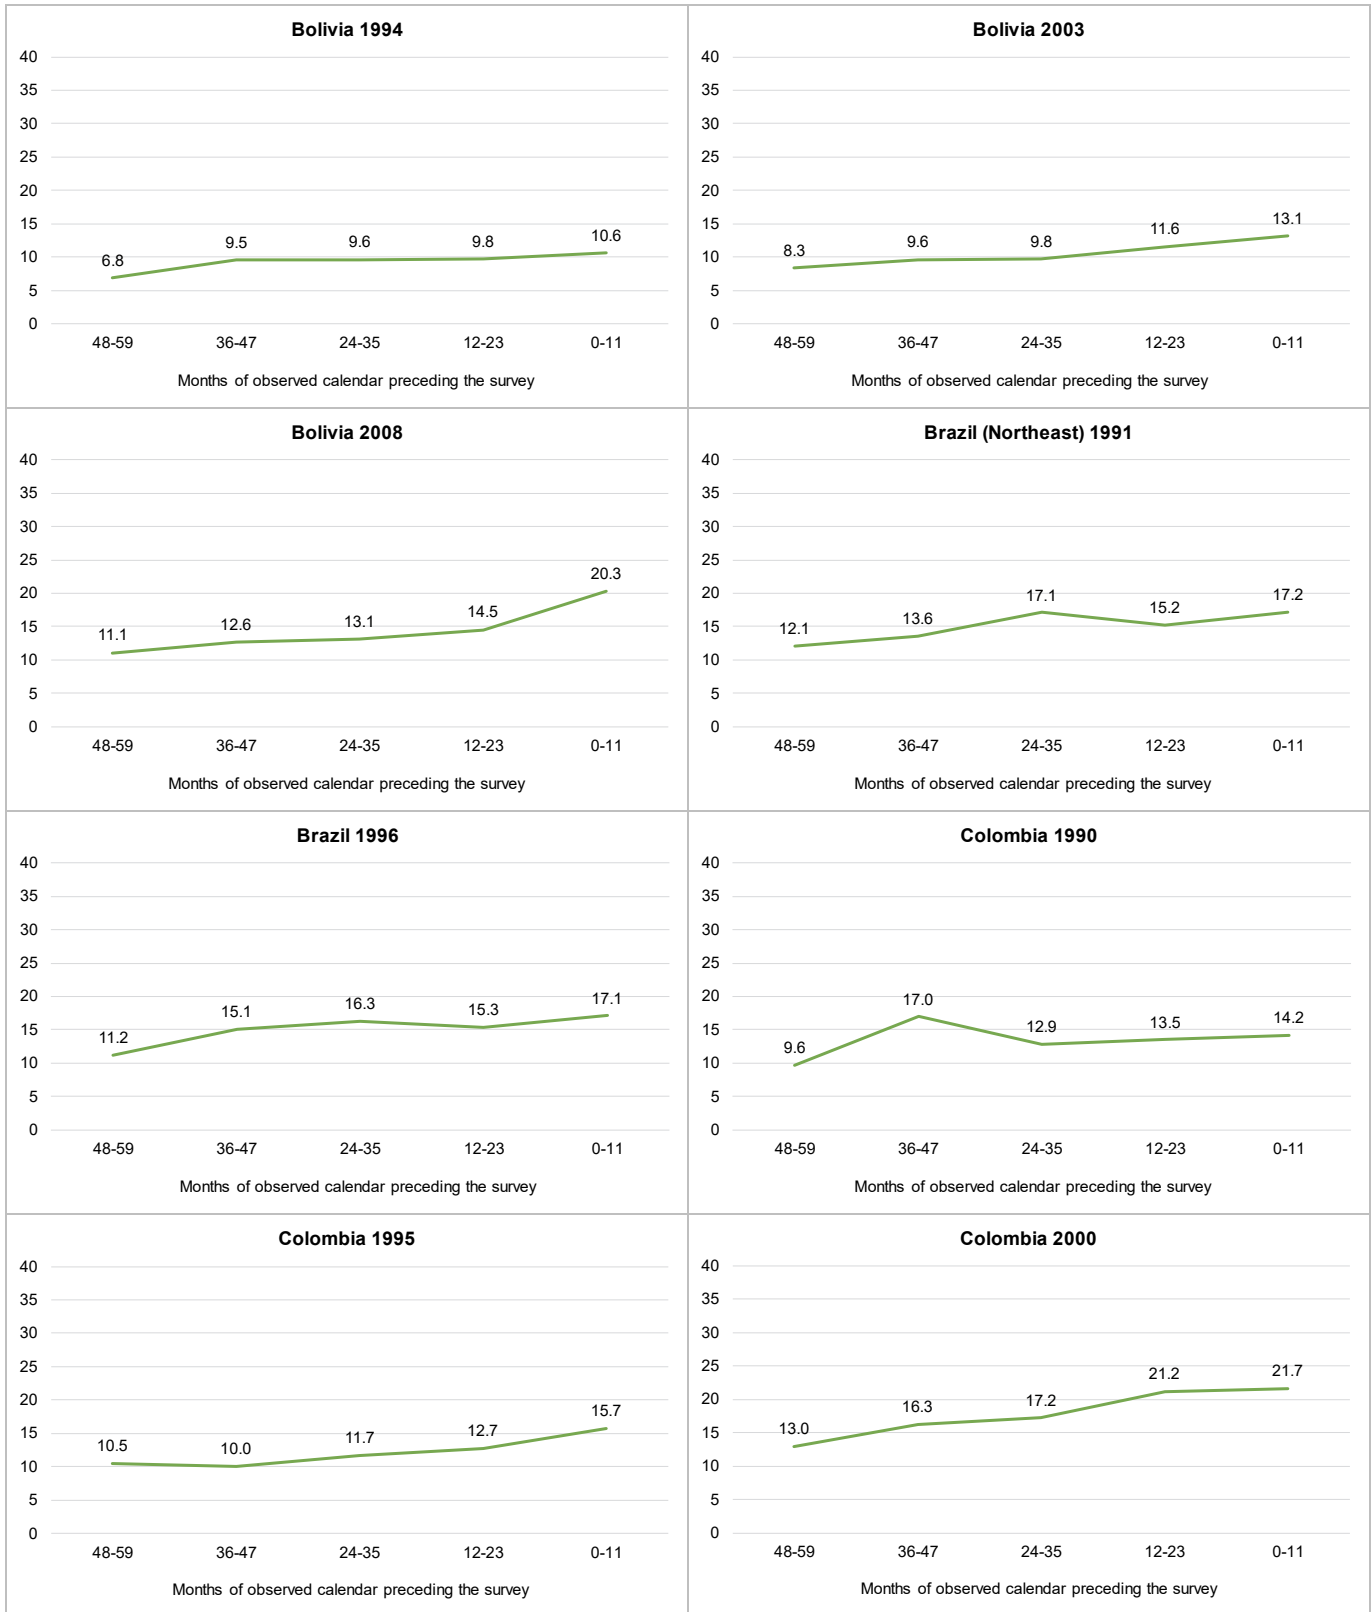 Bolivia 1994
40
35
30
25
20
15
10
5
0
6.8 9.5 9.6 9.8 10.6
48-59 36-47 24-35 12-23 0-11
Months of observed calendar preceding the survey
Bolivia 2003
40
35
30
25
20
15
10
5
0
8.3 9.6 9.8 11.6 13.1
48-59 36-47 24-35 12-23 0-11
Months of observed calendar preceding the survey
Bolivia 2008
40
35
30
25
20
15
10
5
0
11.1 12.6 13.1 14.5 20.3
48-59 36-47 24-35 12-23 0-11
Months of observed calendar preceding the survey
Brazil (Northeast) 1991
40
35
30
25
20
15
10
5
0
12.1 13.6 17.1 15.2 17.2
48-59 36-47 24-35 12-23 0-11
Months of observed calendar preceding the survey
Brazil 1996
40
35
30
25
20
15
10
5
0
11.2 15.1 16.3 15.3 17.1
48-59 36-47 24-35 12-23 0-11
Months of observed calendar preceding the survey
Colombia 1990
40
35
30
25
20
15
10
5
0
9.6 17.0 12.9 13.5 14.2
48-59 36-47 24-35 12-23 0-11
Months of observed calendar preceding the survey
Colombia 1995
40
35
30
25
20
15
10
5
0
10.5 10.0 11.7 12.7 15.7
48-59 36-47 24-35 12-23 0-11
Months of observed calendar preceding the survey
Colombia 2000
40
35
30
25
20
15
10
5
0
13.0 16.3 17.2 21.2 21.7
48-59 36-47 24-35 12-23 0-11
Months of observed calendar preceding the survey